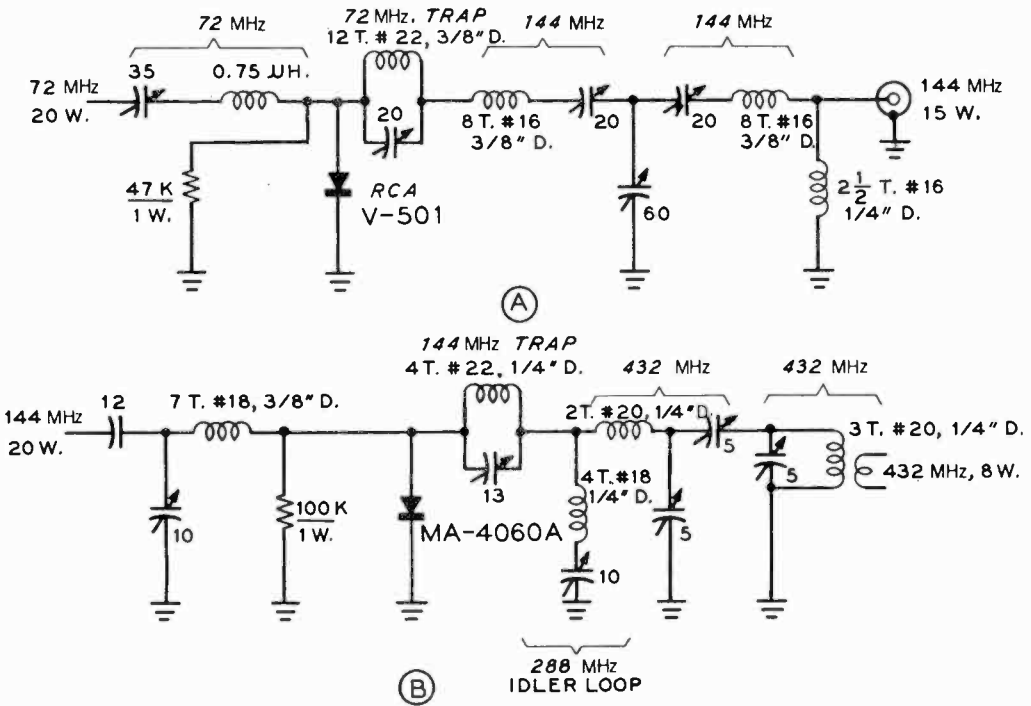 72 MHz
72 MHz. TRAP
12 T. # 22, 3/8" D.
144 MHz
144 MHz
72 MHz
20 W.
35
0.75 UH.
20
8 T. #16
3/8" D.
20
20
8 T. #16
3/8" D.
144 MHz
15 W.
47 K
1 W.
RCA
V-501
60
2 1/2 T. #16
1/4" D.
A
144 MHz TRAP
4 T. #22, 1/4" D.
432 MHz
432 MHz
144 MHz
20 W.
12
7 T. #18, 3/8" D.
2 T. #20, 1/4" D.
5
3 T. #20, 1/4" D.
5
432 MHz, 8 W.
10
100 K
1 W.
MA-4060A
13
4 T. #18
1/4" D.
10
5
288 MHz
IDLER LOOP
B